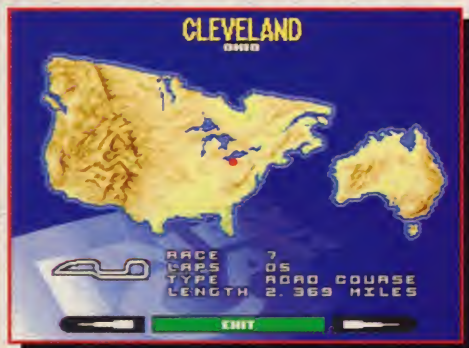 CLEVELAND
OHIO
RACE 7
LAPS 05
TYPE ROAD COURSE
LENGTH 2.369 MILES
EXIT